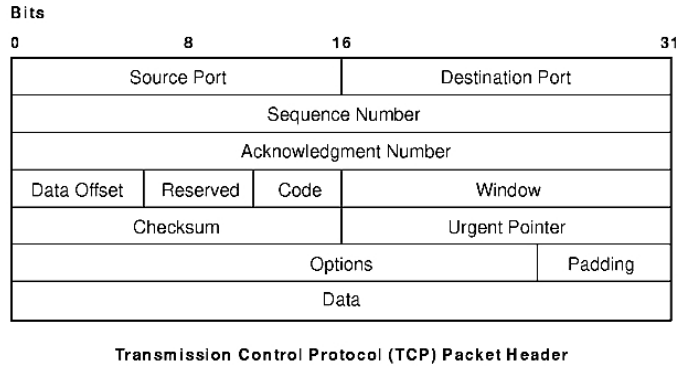 Bits
0 8 16 31
Source Port Destination Port
Sequence Number
Acknowledgment Number
Data Offset Reserved Code Window
Checksum Urgent Pointer
Options Padding
Data
Transmission Control Protocol (TCP) Packet Header